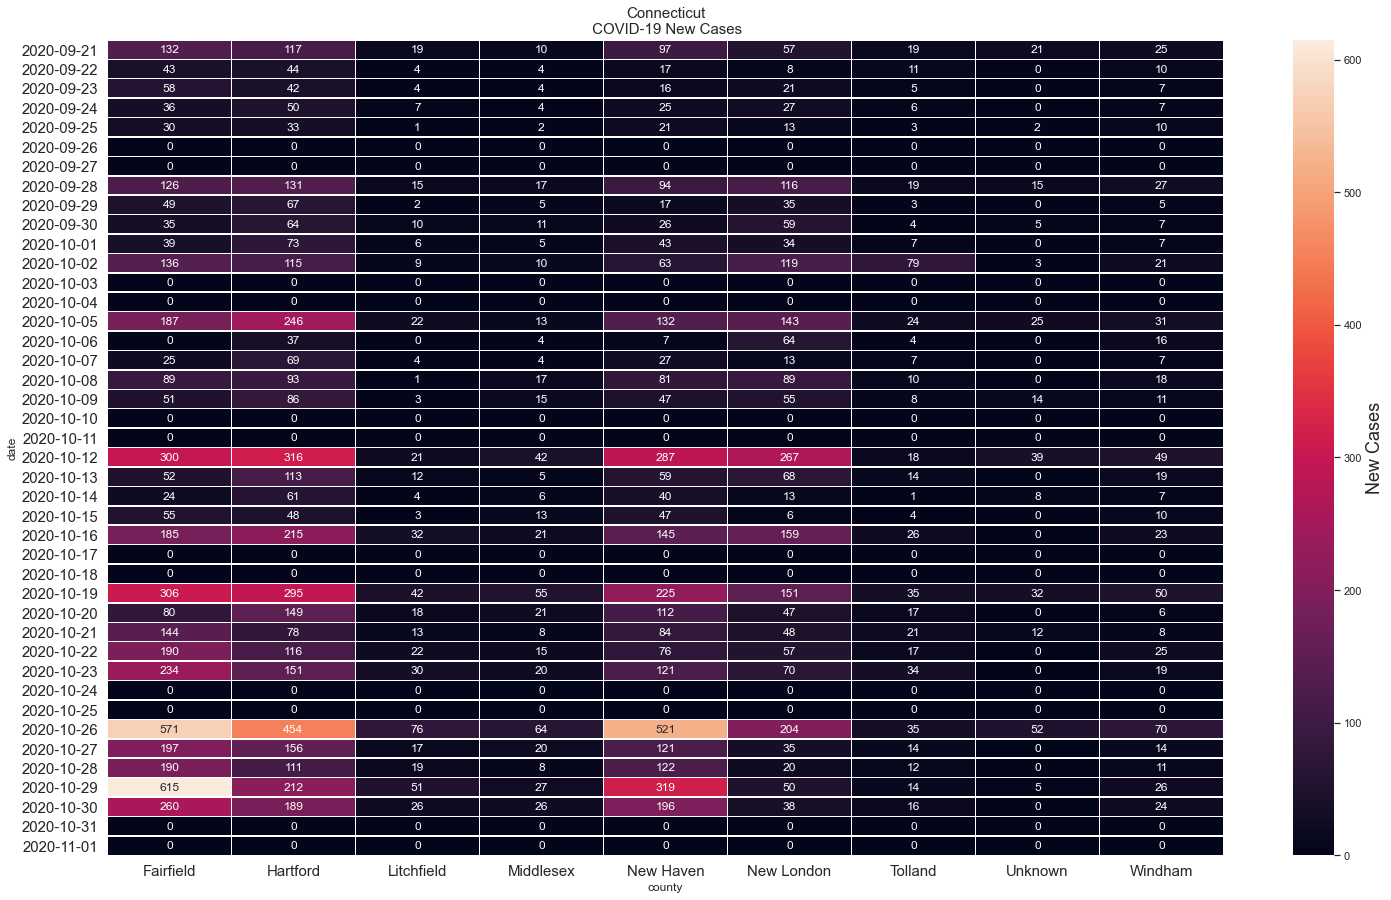 Connecticut
COVID-19 New Cases
2020-09-21 132 117 19 10 97 57 19 21 25
2020-09-22 43 44 4 4 17 8 11 0 10
2020-09-23 58 42 4 4 16 21 5 0 7
2020-09-24 36 50 7 4 25 27 6 0 7
2020-09-25 30 33 1 2 21 13 3 2 10
2020-09-26 0 0 0 0 0 0 0 0 0
2020-09-27 0 0 0 0 0 0 0 0 0
2020-09-28 126 131 15 17 94 116 19 15 27
2020-09-29 49 67 2 5 17 35 3 0 5
2020-09-30 35 64 10 11 26 59 4 5 7
2020-10-01 39 73 6 5 43 34 7 0 7
2020-10-02 136 115 9 10 63 119 79 3 21
2020-10-03 0 0 0 0 0 0 0 0 0
2020-10-04 0 0 0 0 0 0 0 0 0
2020-10-05 187 246 22 13 132 143 24 25 31
2020-10-06 0 37 0 4 7 64 4 0 16
2020-10-07 25 69 4 4 27 13 7 0 7
2020-10-08 89 93 1 17 81 89 10 0 18
2020-10-09 51 86 3 15 47 55 8 14 11
2020-10-10 0 0 0 0 0 0 0 0 0
2020-10-11 0 0 0 0 0 0 0 0 0
2020-10-12 300 316 21 42 287 267 18 39 49
2020-10-13 52 113 12 5 59 68 14 0 19
2020-10-14 24 61 4 6 40 13 1 8 7
2020-10-15 55 48 3 13 47 6 4 0 10
2020-10-16 185 215 32 21 145 159 26 0 23
2020-10-17 0 0 0 0 0 0 0 0 0
2020-10-18 0 0 0 0 0 0 0 0 0
2020-10-19 306 295 42 55 225 151 35 32 50
2020-10-20 80 149 18 21 112 47 17 0 6
2020-10-21 144 78 13 8 84 48 21 12 8
2020-10-22 190 116 22 15 76 57 17 0 25
2020-10-23 234 151 30 20 121 70 34 0 19
2020-10-24 0 0 0 0 0 0 0 0 0
2020-10-25 0 0 0 0 0 0 0 0 0
2020-10-26 571 454 76 64 521 204 35 52 70
2020-10-27 197 156 17 20 121 35 14 0 14
2020-10-28 190 111 19 8 122 20 12 0 11
2020-10-29 615 212 51 27 319 50 14 5 26
2020-10-30 260 189 26 26 196 38 16 0 24
2020-10-31 0 0 0 0 0 0 0 0 0
2020-11-01 0 0 0 0 0 0 0 0 0
Fairfield Hartford Litchfield Middlesex New Haven New London Tolland Unknown Windham
county
date
600
500
400
300
200
100
0
New Cases